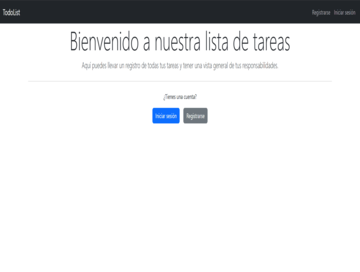 TodoList
Registrarse Iniciar sesión
Bienvenido a nuestra lista de tareas
Aquí puedes llevar un registro de todas tus tareas y tener una vista general de tus responsabilidades.
¿Tienes una cuenta?
Iniciar sesión Registrarse